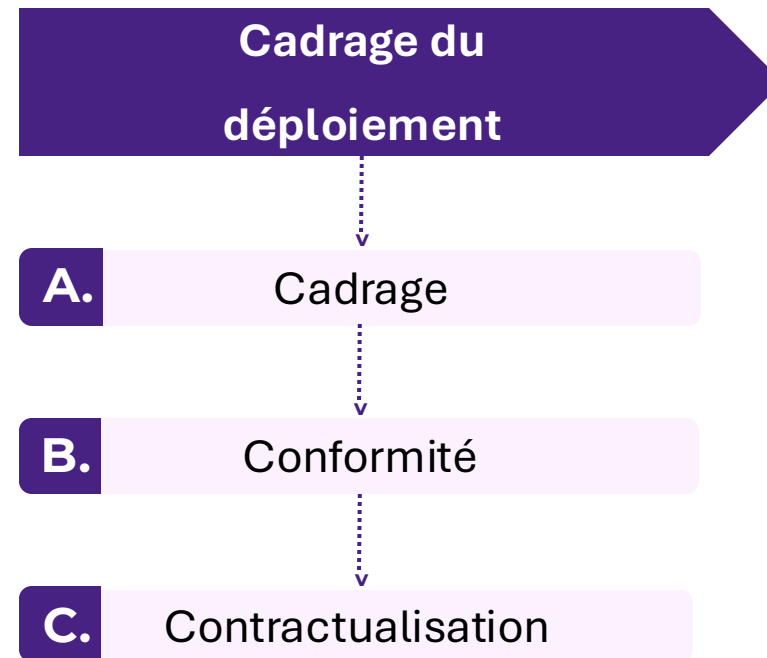 Cadrage du
déploiement
A. Cadrage
B. Conformité
C. Contractualisation